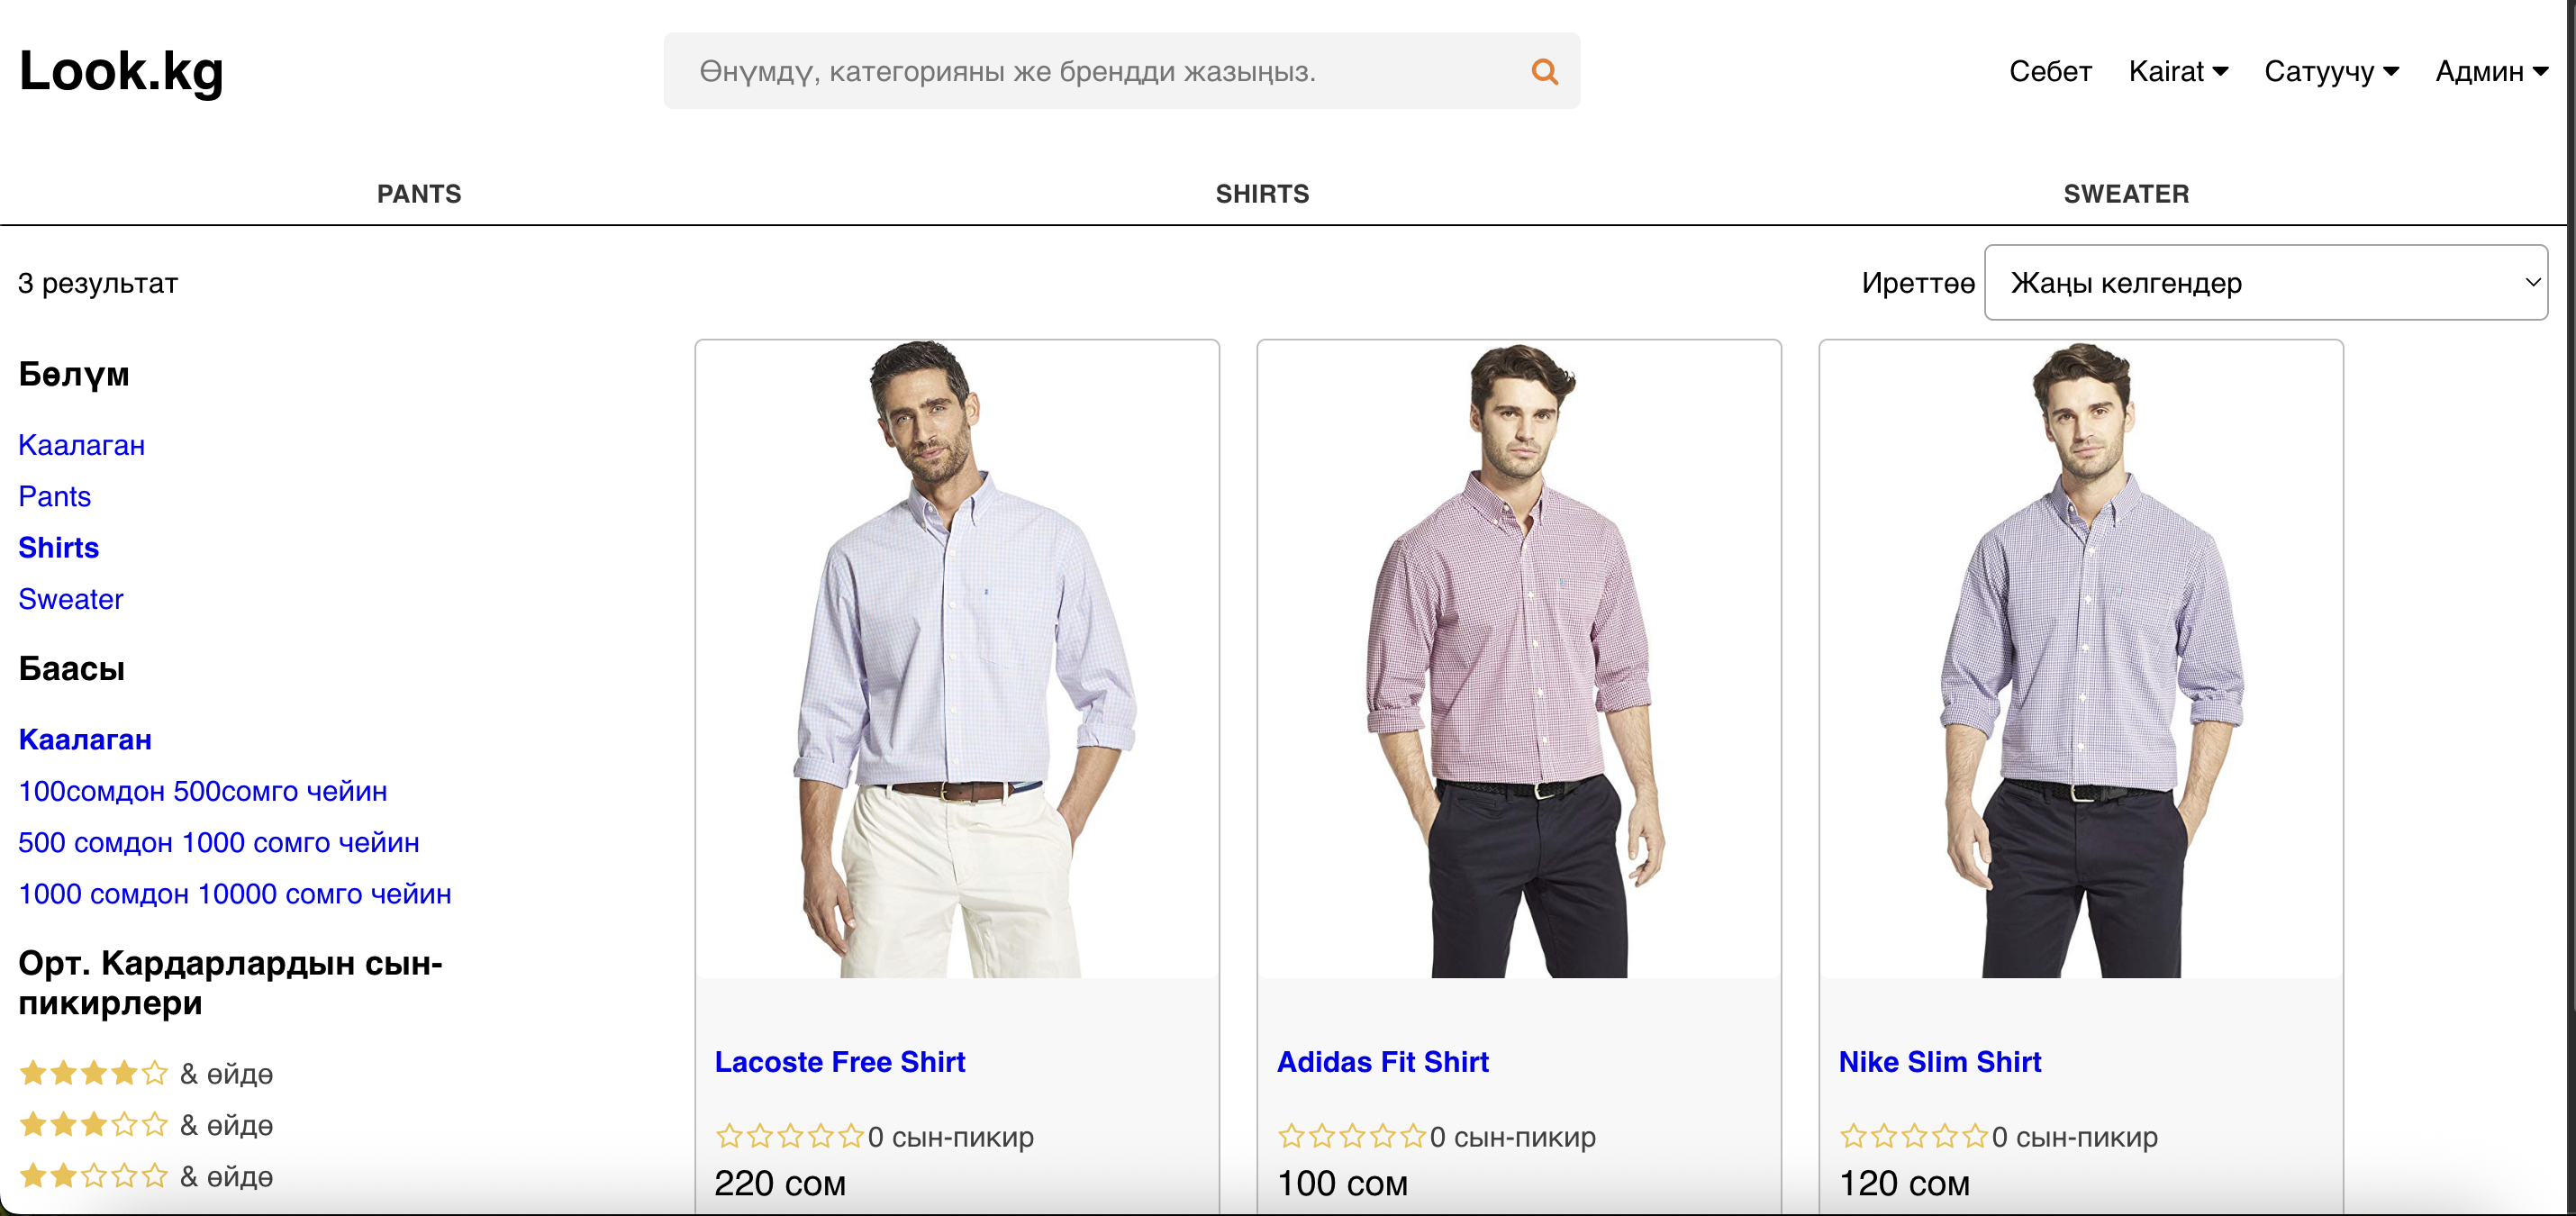 Look.kg
Өнүмдү, категорияны же брендди жазыңыз.
Себет Kairat Сатуучу Админ
PANTS SHIRTS SWEATER
3 результат
Иреттөө Жаңы келгендер
Бөлүм
Каалаган
Pants
Shirts
Sweater
Баасы
Каалаган
100сомдон 500сомго чейин
500 сомдон 1000 сомго чейин
1000 сомдон 10000 сомго чейин
Орт. Кардарлардын сын-
пикирлери
& өйдө
& өйдө
& өйдө
Lacoste Free Shirt
0 сын-пикир
220 сом
Adidas Fit Shirt
0 сын-пикир
100 сом
Nike Slim Shirt
0 сын-пикир
120 сом